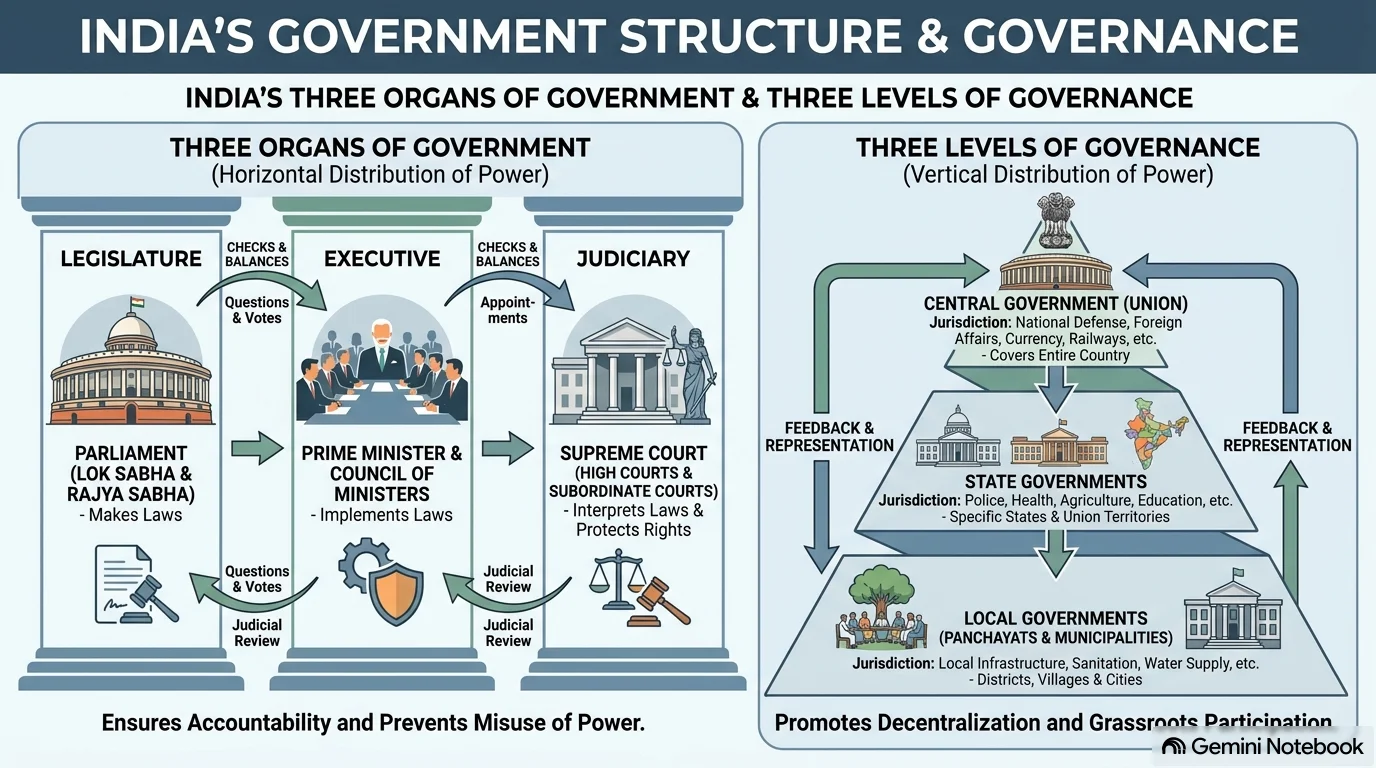 INDIA'S GOVERNMENT STRUCTURE & GOVERNANCE
INDIA'S THREE ORGANS OF GOVERNMENT & THREE LEVELS OF GOVERNANCE
THREE ORGANS OF GOVERNMENT
(Horizontal Distribution of Power)
LEGISLATURE
CHECKS &
BALANCES
Questions
& Votes
EXECUTIVE
CHECKS &
BALANCES
Appoint-
ments
JUDICIARY
PARLIAMENT
(LOK SABHA &
RAJYA SABHA)
- Makes Laws
PRIME MINISTER &
COUNCIL OF
MINISTERS
- Implements Laws
SUPREME COURT
(HIGH COURTS &
SUBORDINATE COURTS)
- Interprets Laws &
Protects Rights
Questions
& Votes
Judicial
Review
Judicial
Review
Judicial
Review
Ensures Accountability and Prevents Misuse of Power.
THREE LEVELS OF GOVERNANCE
(Vertical Distribution of Power)
CENTRAL GOVERNMENT (UNION)
Jurisdiction: National Defense, Foreign
Affairs, Currency, Railways, etc.
- Covers Entire Country
FEEDBACK &
REPRESENTATION
FEEDBACK &
REPRESENTATION
STATE GOVERNMENTS
Jurisdiction: Police, Health, Agriculture, Education, etc.
- Specific States & Union Territories
LOCAL GOVERNMENTS
(PANCHAYATS & MUNICIPALITIES)
Jurisdiction: Local Infrastructure, Sanitation, Water Supply, etc.
- Districts, Villages & Cities
Promotes Decentralization and Grassroots Participation.
Gemini Notebook